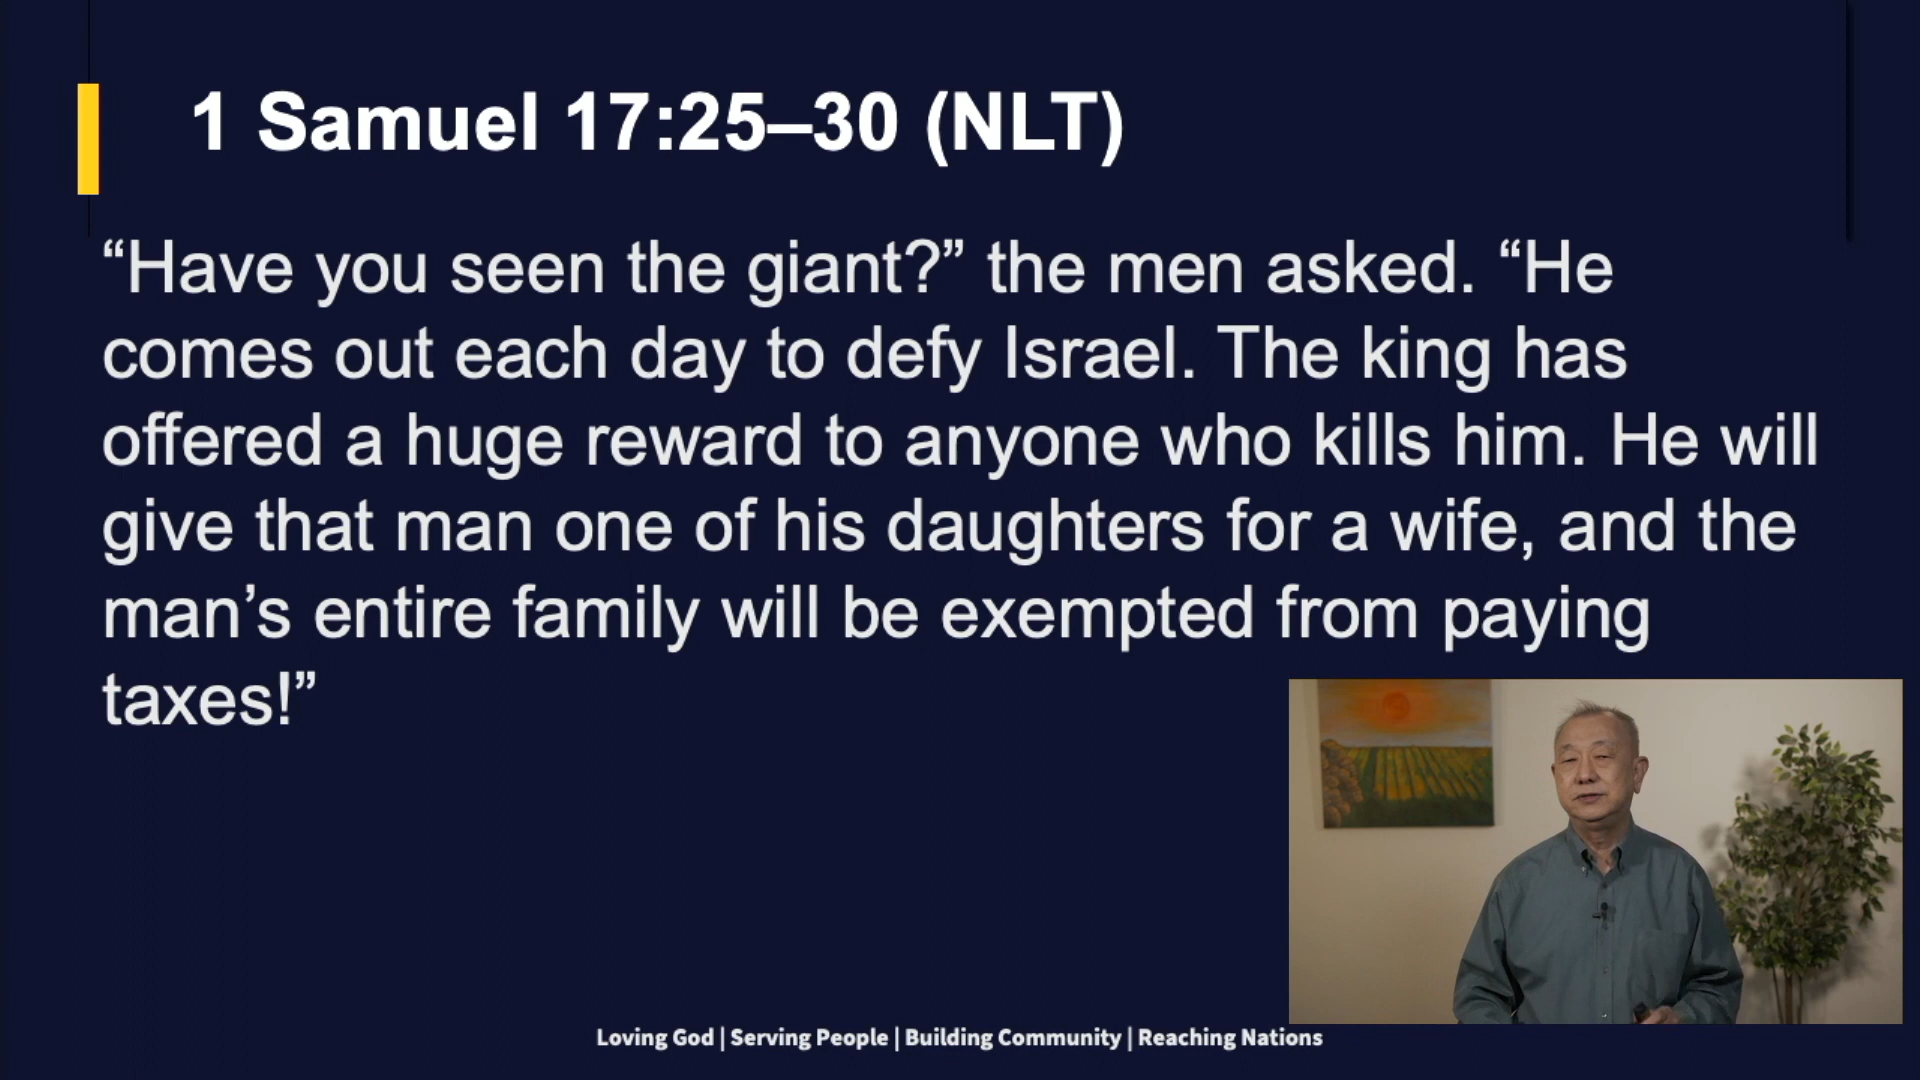 1 Samuel 17:25–30 (NLT)
“Have you seen the giant?” the men asked. “He
comes out each day to defy Israel. The king has
offered a huge reward to anyone who kills him. He will
give that man one of his daughters for a wife, and the
man’s entire family will be exempted from paying
taxes!”
Loving God | Serving People | Building Community | Reaching Nations